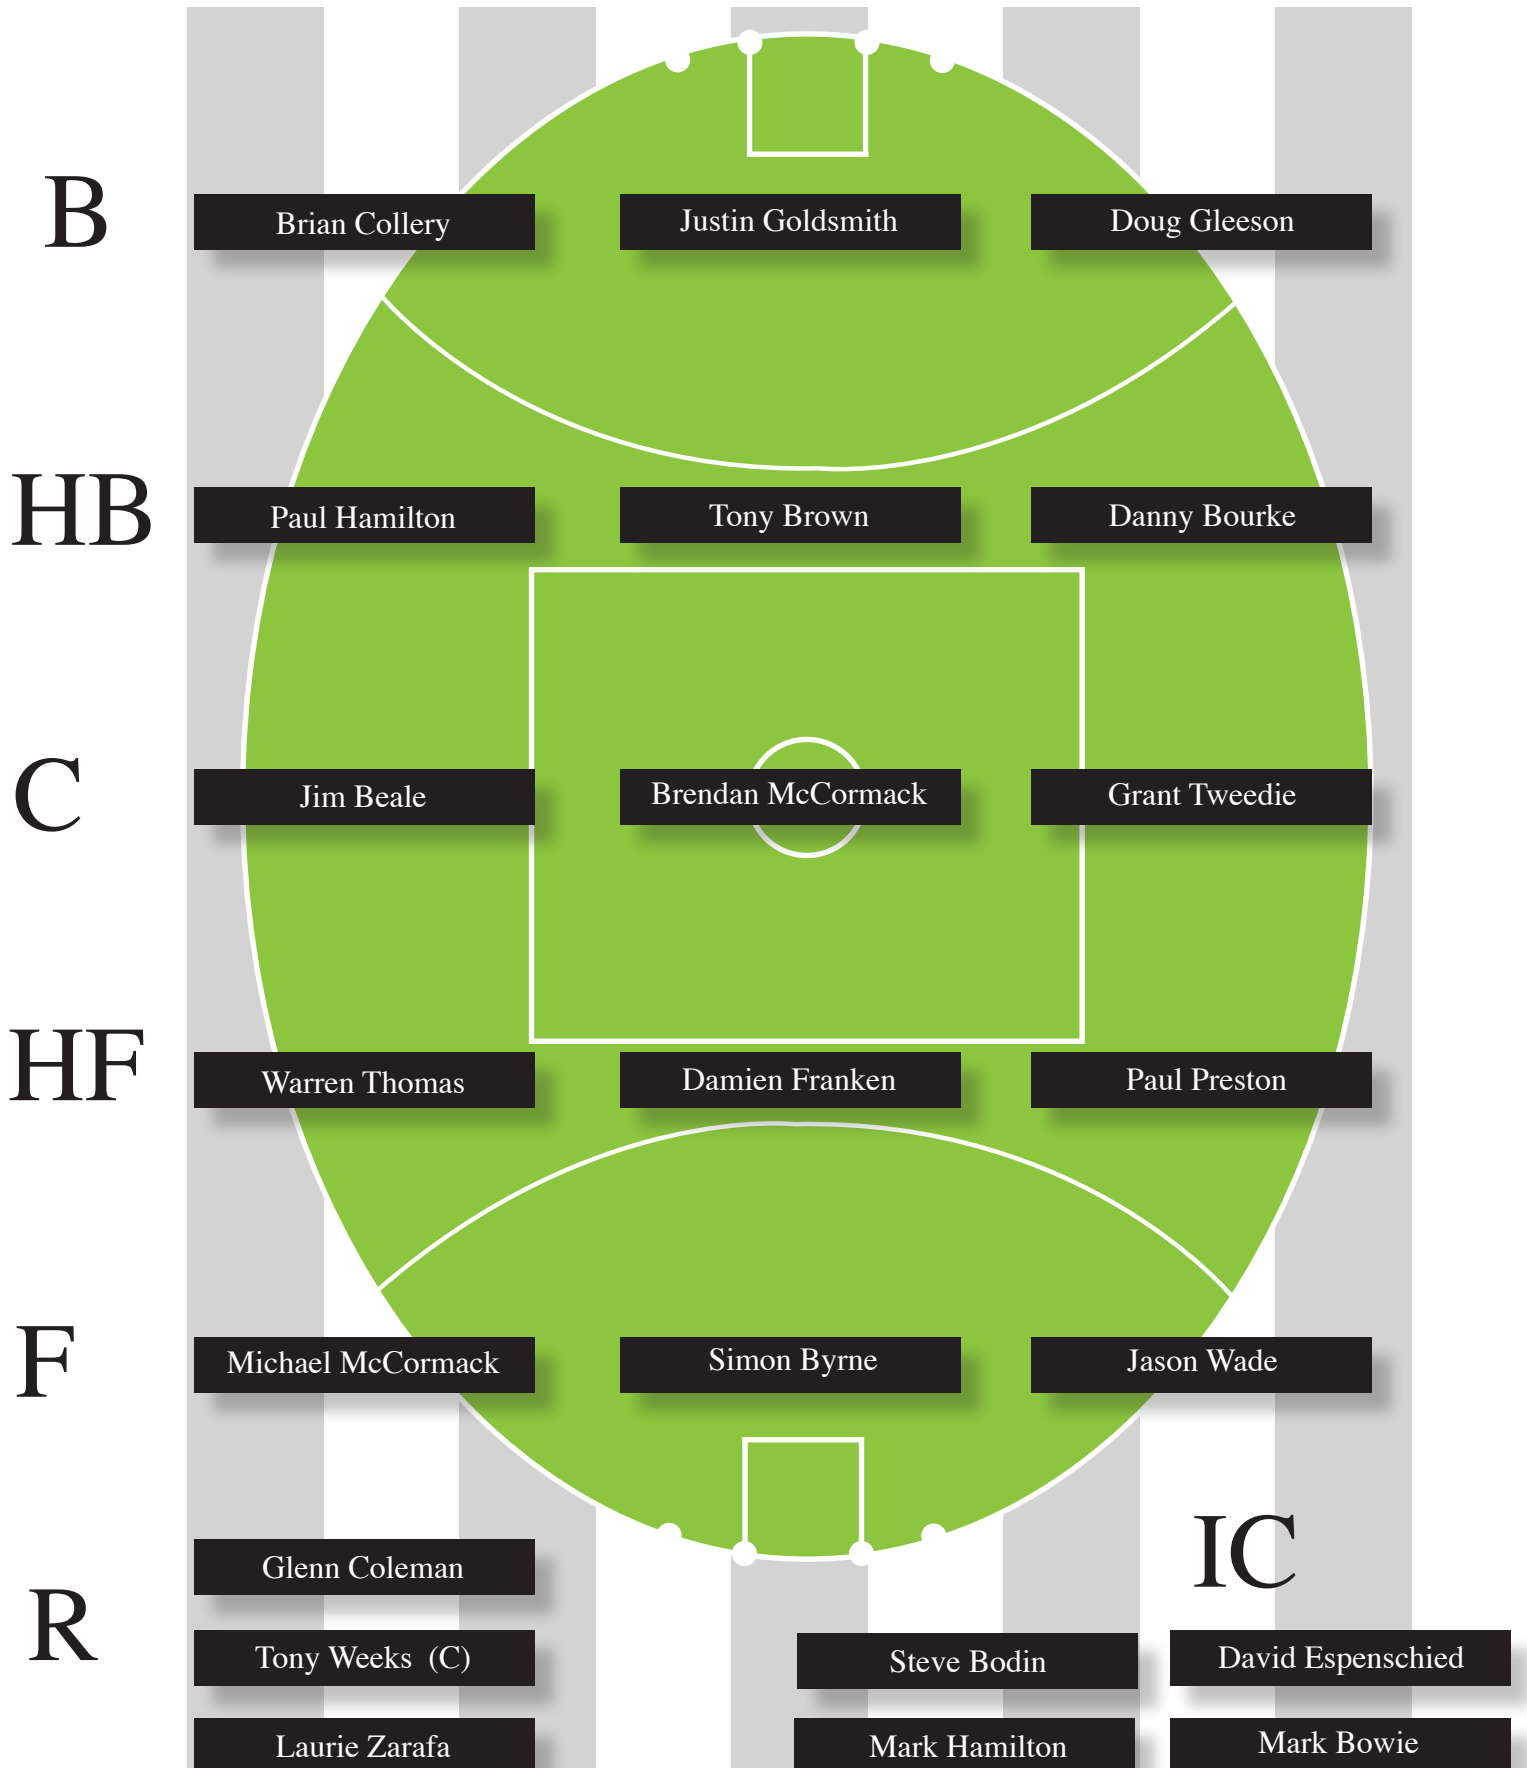 B
Brian Collery
Justin Goldsmith
Doug Gleeson
HB
Paul Hamilton
Tony Brown
Danny Bourke
C
Jim Beale
Brendan McCormack
Grant Tweedie
HF
Warren Thomas
Damien Franken
Paul Preston
F
Michael McCormack
Simon Byrne
Jason Wade
R
Glenn Coleman
Tony Weeks (C)
Laurie Zarafa
IC
Steve Bodin
David Espenschied
Mark Hamilton
Mark Bowie